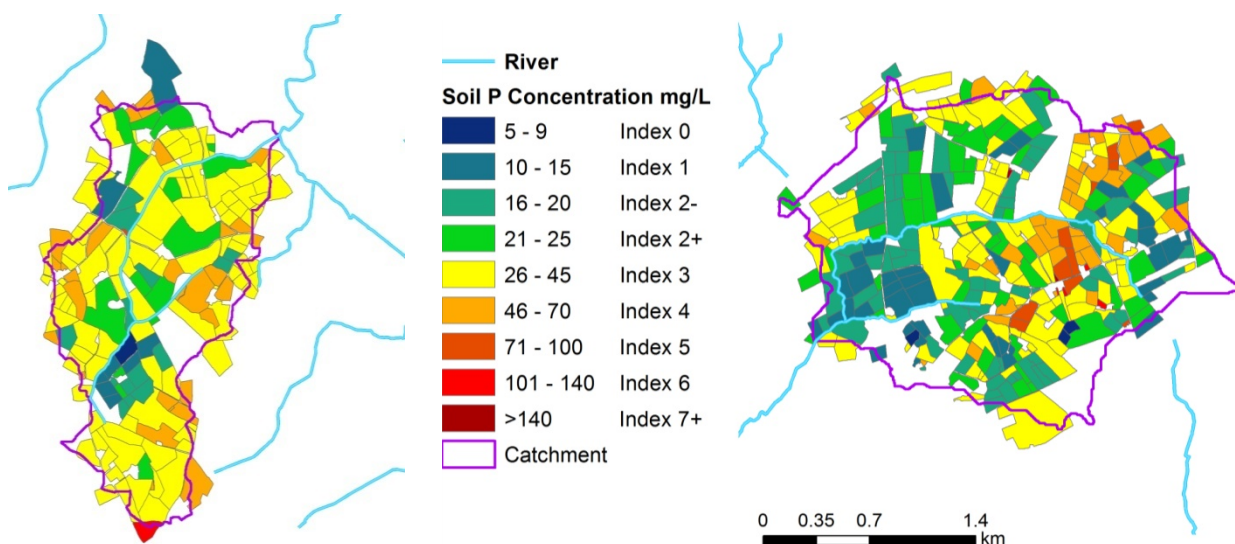 River
Soil P Concentration mg/L
5 - 9 Index 0
10 - 15 Index 1
16 - 20 Index 2-
21 - 25 Index 2+
26 - 45 Index 3
46 - 70 Index 4
71 - 100 Index 5
101 - 140 Index 6
>140 Index 7+
Catchment
0 0.35 0.7 1.4
km